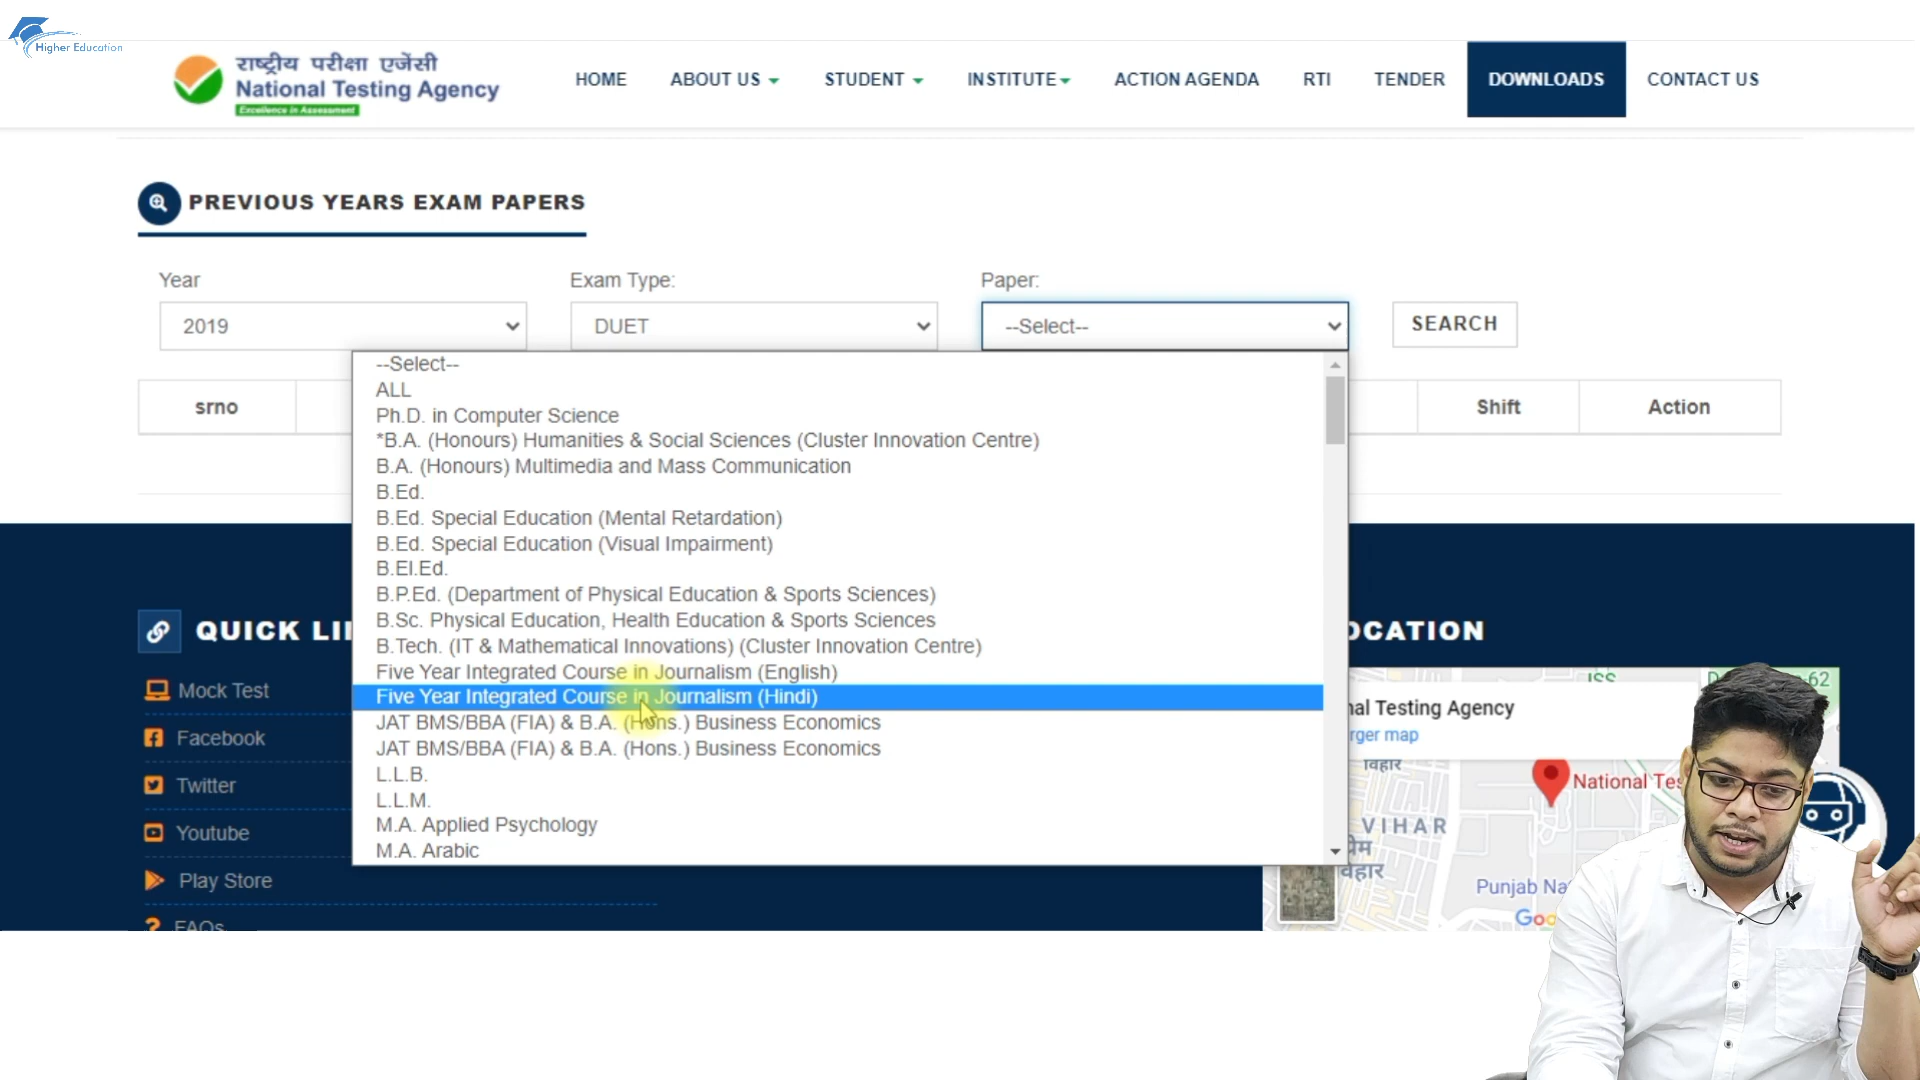 Higher Education
राष्ट्रीय परीक्षा एजेंसी
National Testing Agency
Excellence in Assessment
HOME
ABOUT US
STUDENT
INSTITUTE
ACTION AGENDA
RTI
TENDER
DOWNLOADS
CONTACT US
PREVIOUS YEARS EXAM PAPERS
Year
Exam Type:
Paper:
2019
DUET
--Select--
SEARCH
--Select--
ALL
Ph.D. in Computer Science
*B.A. (Honours) Humanities & Social Sciences (Cluster Innovation Centre)
B.A. (Honours) Multimedia and Mass Communication
B.Ed.
B.Ed. Special Education (Mental Retardation)
B.Ed. Special Education (Visual Impairment)
B.El.Ed.
B.P.Ed. (Department of Physical Education & Sports Sciences)
B.Sc. Physical Education, Health Education & Sports Sciences
B.Tech. (IT & Mathematical Innovations) (Cluster Innovation Centre)
Five Year Integrated Course in Journalism (English)
Five Year Integrated Course in Journalism (Hindi)
JAT BMS/BBA (FIA) & B.A. (Hons.) Business Economics
JAT BMS/BBA (FIA) & B.A. (Hons.) Business Economics
L.L.B.
L.L.M.
M.A. Applied Psychology
M.A. Arabic
srno
Shift
Action
QUICK LI
Mock Test
Facebook
Twitter
Youtube
Play Store
FAQs
OCATION
ISS
-62
nal Testing Agency
rger map
विहार
National Tes
VIHAR
प्रेम
विहार
Punjab Na
Goo